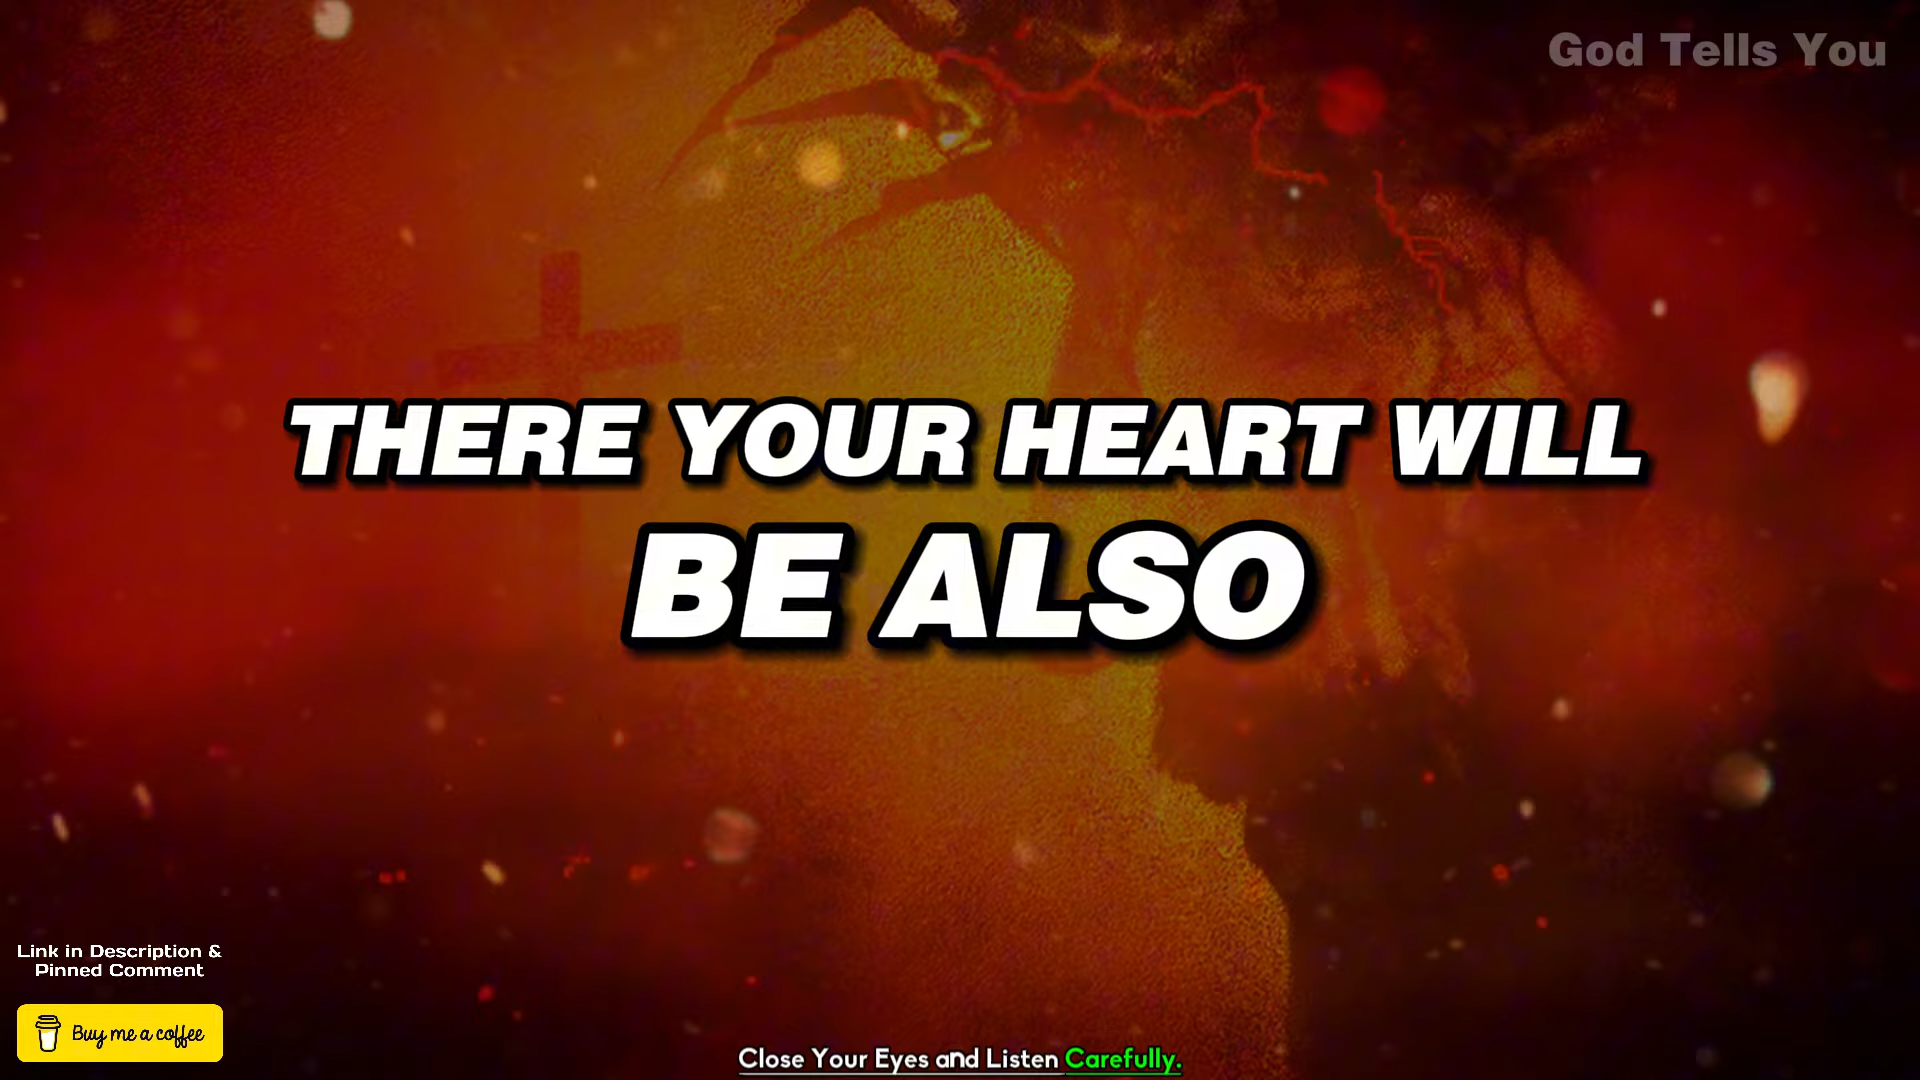 God Tells You
THERE YOUR HEART WILL
BE ALSO
Link in Description &
Pinned Comment
Buy me a coffee
Close Your Eyes and Listen Carefully.